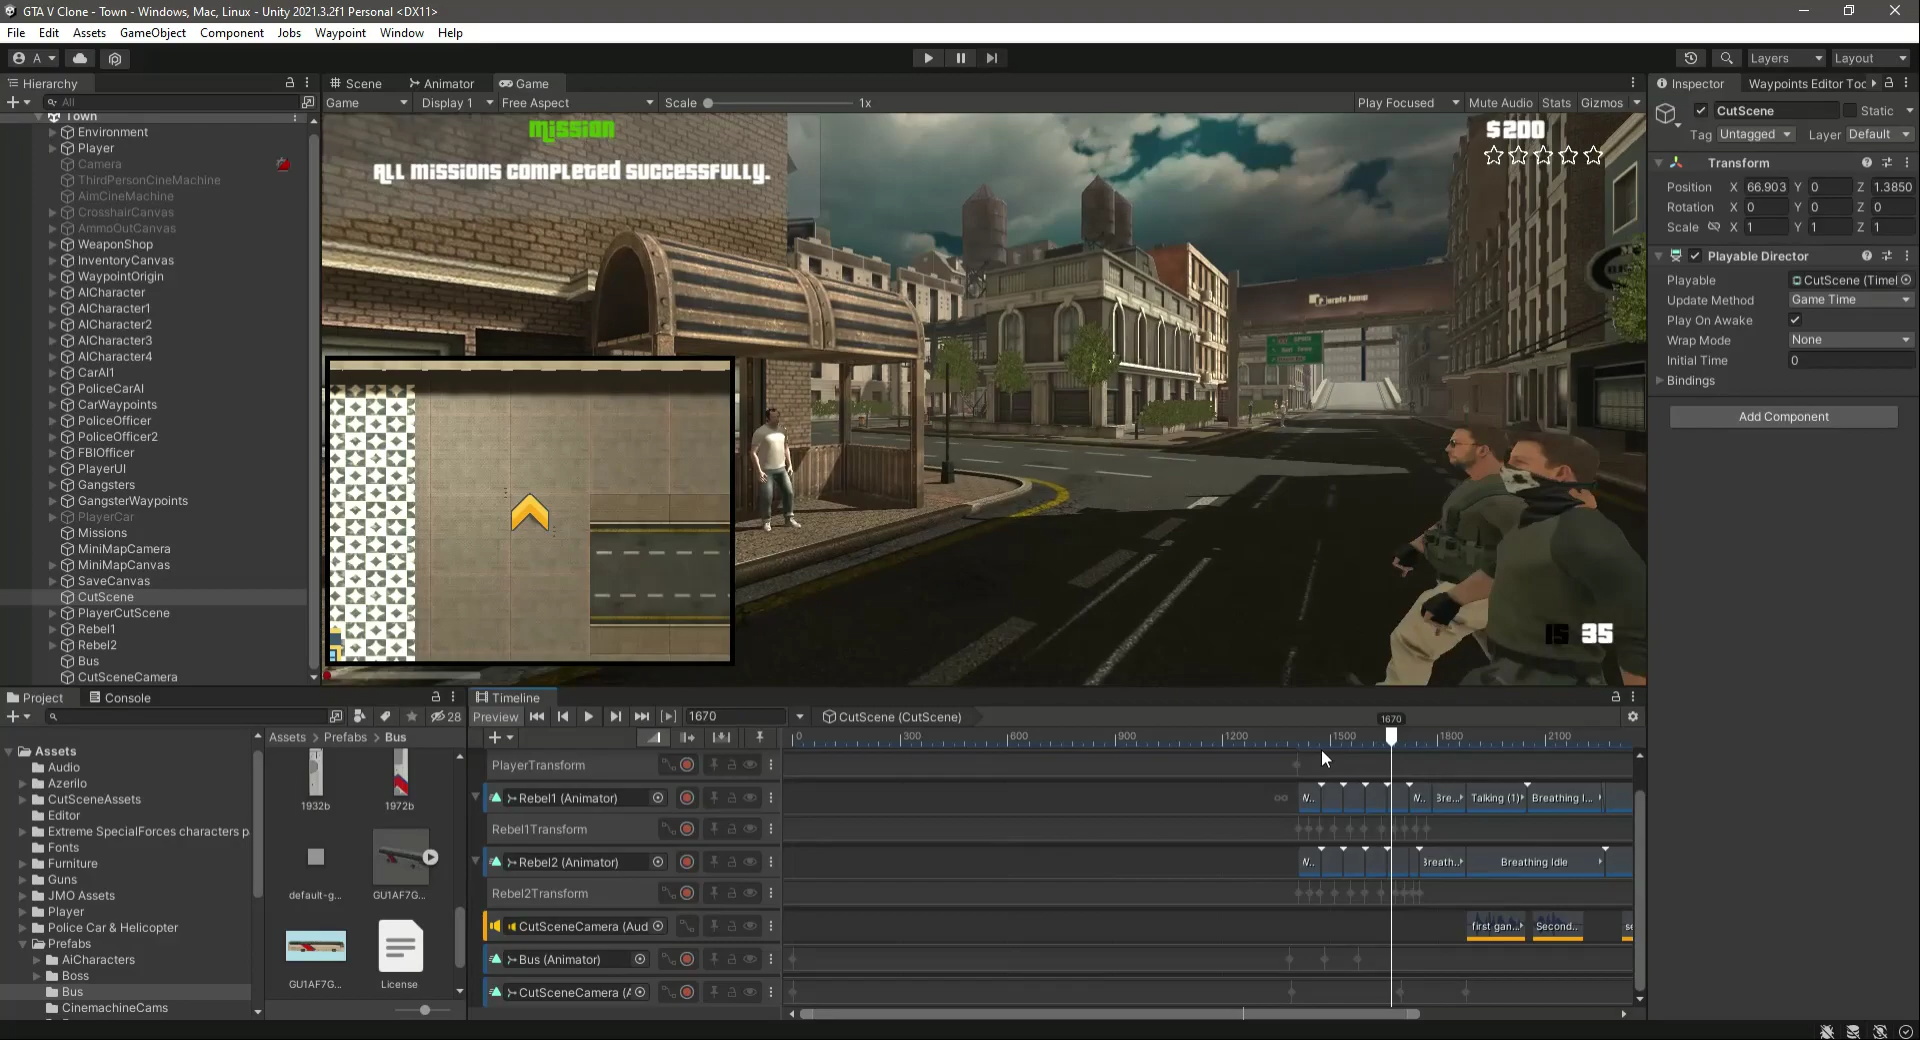 GTA V Clone - Town - Windows, Mac, Linux - Unity 2021.3.2f1 Personal <DX11>
File Edit Assets GameObject Component Jobs Waypoint Window Help
A Layers Layout
Hierarchy
All
Town
Environment
Player
Camera
ThirdPersonCineMachine
AimCineMachine
CrosshairCanvas
AmmoOutCanvas
WeaponShop
InventoryCanvas
WaypointOrigin
AICharacter
AICharacter1
AICharacter2
AICharacter3
AICharacter4
CarAI1
PoliceCarAI
CarWaypoints
PoliceOfficer
PoliceOfficer2
FBIOfficer
PlayerUI
Gangsters
GangsterWaypoints
PlayerCar
Missions
MiniMapCamera
MiniMapCanvas
SaveCanvas
CutScene
PlayerCutScene
Rebel1
Rebel2
Bus
CutSceneCamera
Scene Animator Game
Game Display 1 Free Aspect Scale 1x Play Focused Mute Audio Stats Gizmos
Mission
All missions completed successfully.
$200
15 35
Inspector Waypoints Editor Toc
CutScene Static
Tag Untagged Layer Default
Transform
Position X 66.903 Y 0 Z 1.3850
Rotation X 0 Y 0 Z 0
Scale X 1 Y 1 Z 1
Playable Director
Playable CutScene (Timel
Update Method Game Time
Play On Awake
Wrap Mode None
Initial Time 0
Bindings
Add Component
Project Console
28
Assets
Audio
Azerilo
CutSceneAssets
Editor
Extreme SpecialForces characters p
Fonts
Furniture
Guns
JMO Assets
Player
Police Car & Helicopter
Prefabs
AiCharacters
Boss
Bus
CinemachineCams
Assets Prefabs Bus
1932b 1972b
default-g... GU1AF7G...
GU1AF7G... License
Timeline
Preview 1670 CutScene (CutScene) 1670
0 300 600 900 1200 1500 1800 2100
PlayerTransform
Rebel1 (Animator) W.. W.. 3re... Talking (1) Breathing I...
Rebel1Transform
Rebel2 (Animator) W.. 3reath.. Breathing Idle
Rebel2Transform
CutSceneCamera (Aud first gan... Second.. se
Bus (Animator)
CutSceneCamera (A